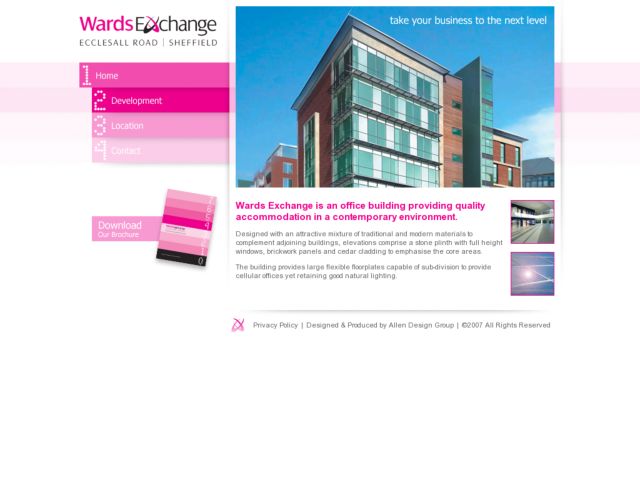 WardsExchange
ECCLESALL ROAD | SHEFFIELD
take your business to the next level
1 Home
2 Development
3 Location
4 Contact
Download
Our Brochure
Wards Exchange is an office building providing quality
accommodation in a contemporary environment.
Designed with an attractive mixture of traditional and modern materials to
complement adjoining buildings, elevations comprise a stone plinth with full height
windows, brickwork panels and cedar cladding to emphasise the core areas.
The building provides large flexible floorplates capable of sub-division to provide
cellular offices yet retaining good natural lighting.
Privacy Policy | Designed & Produced by Allen Design Group | ©2007 All Rights Reserved